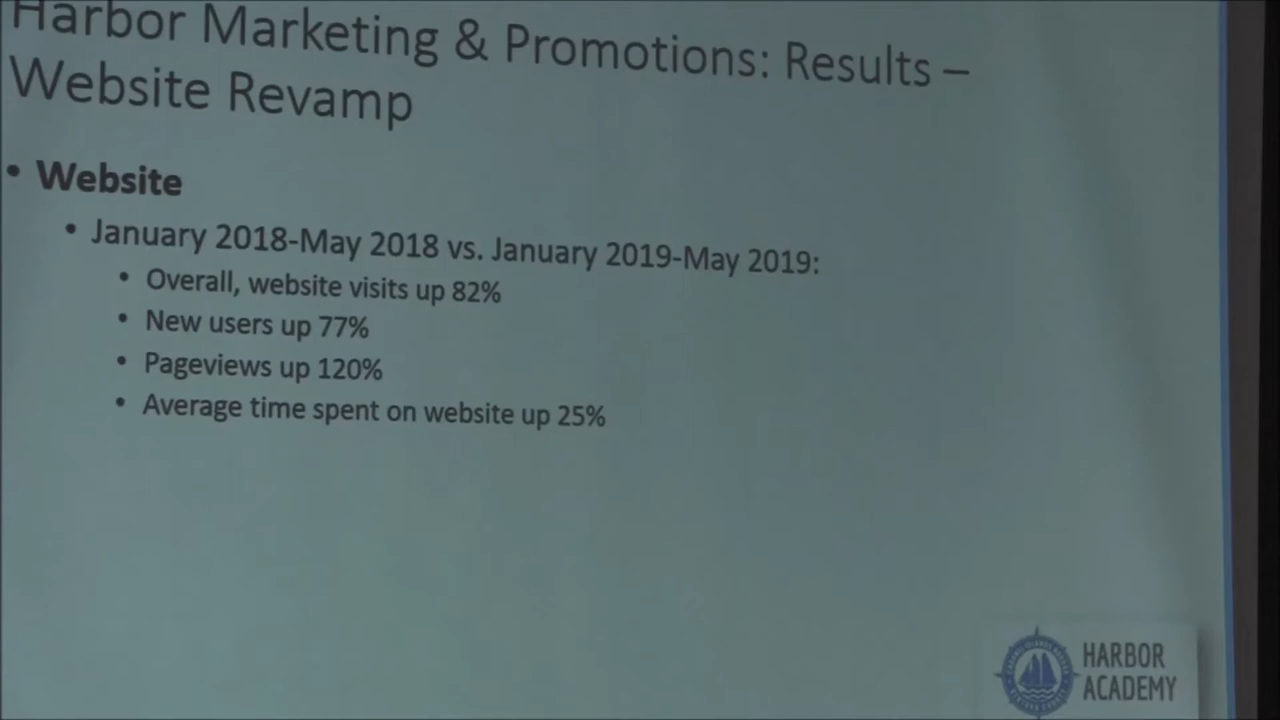 Harbor Marketing & Promotions: Results –
Website Revamp
• Website
• January 2018-May 2018 vs. January 2019-May 2019:
• Overall, website visits up 82%
• New users up 77%
• Pageviews up 120%
• Average time spent on website up 25%
HARBOR
ACADEMY